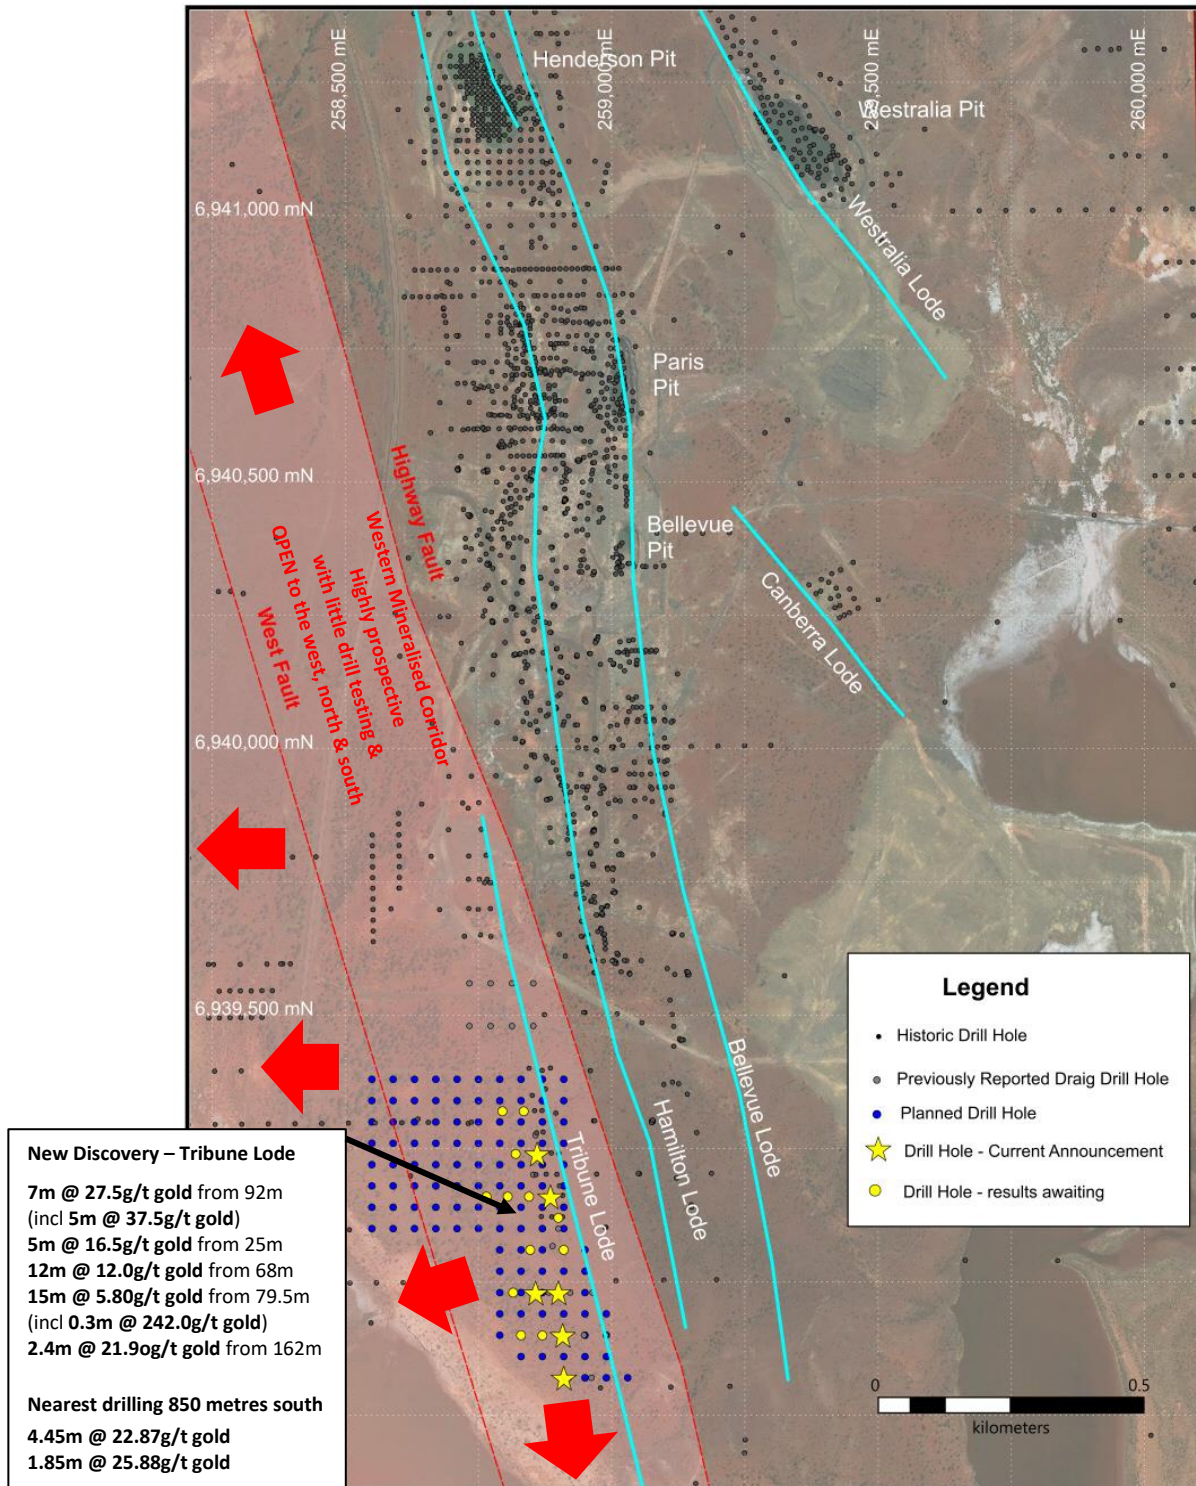 258,500 mE
259,000 mE
259,500 mE
260,000 mE
Henderson Pit
Westralia Pit
6,941,000 mN
Westralia Lode
Paris
Pit
6,940,500 mN
Highway Fault
Bellevue
Pit
Western Mineralised Corridor
Highly prospective
with little drill testing &
OPEN to the west, north & south
West Fault
Canberra Lode
6,940,000 mN
6,939,500 mN
Tribune Lode
Hamilton Lode
Bellevue Lode
Legend
Historic Drill Hole
Previously Reported Draig Drill Hole
Planned Drill Hole
Drill Hole - Current Announcement
Drill Hole - results awaiting
New Discovery – Tribune Lode
7m @ 27.5g/t gold from 92m
(incl 5m @ 37.5g/t gold)
5m @ 16.5g/t gold from 25m
12m @ 12.0g/t gold from 68m
15m @ 5.80g/t gold from 79.5m
(incl 0.3m @ 242.0g/t gold)
2.4m @ 21.9og/t gold from 162m
Nearest drilling 850 metres south
4.45m @ 22.87g/t gold
1.85m @ 25.88g/t gold
0 0.5
kilometers